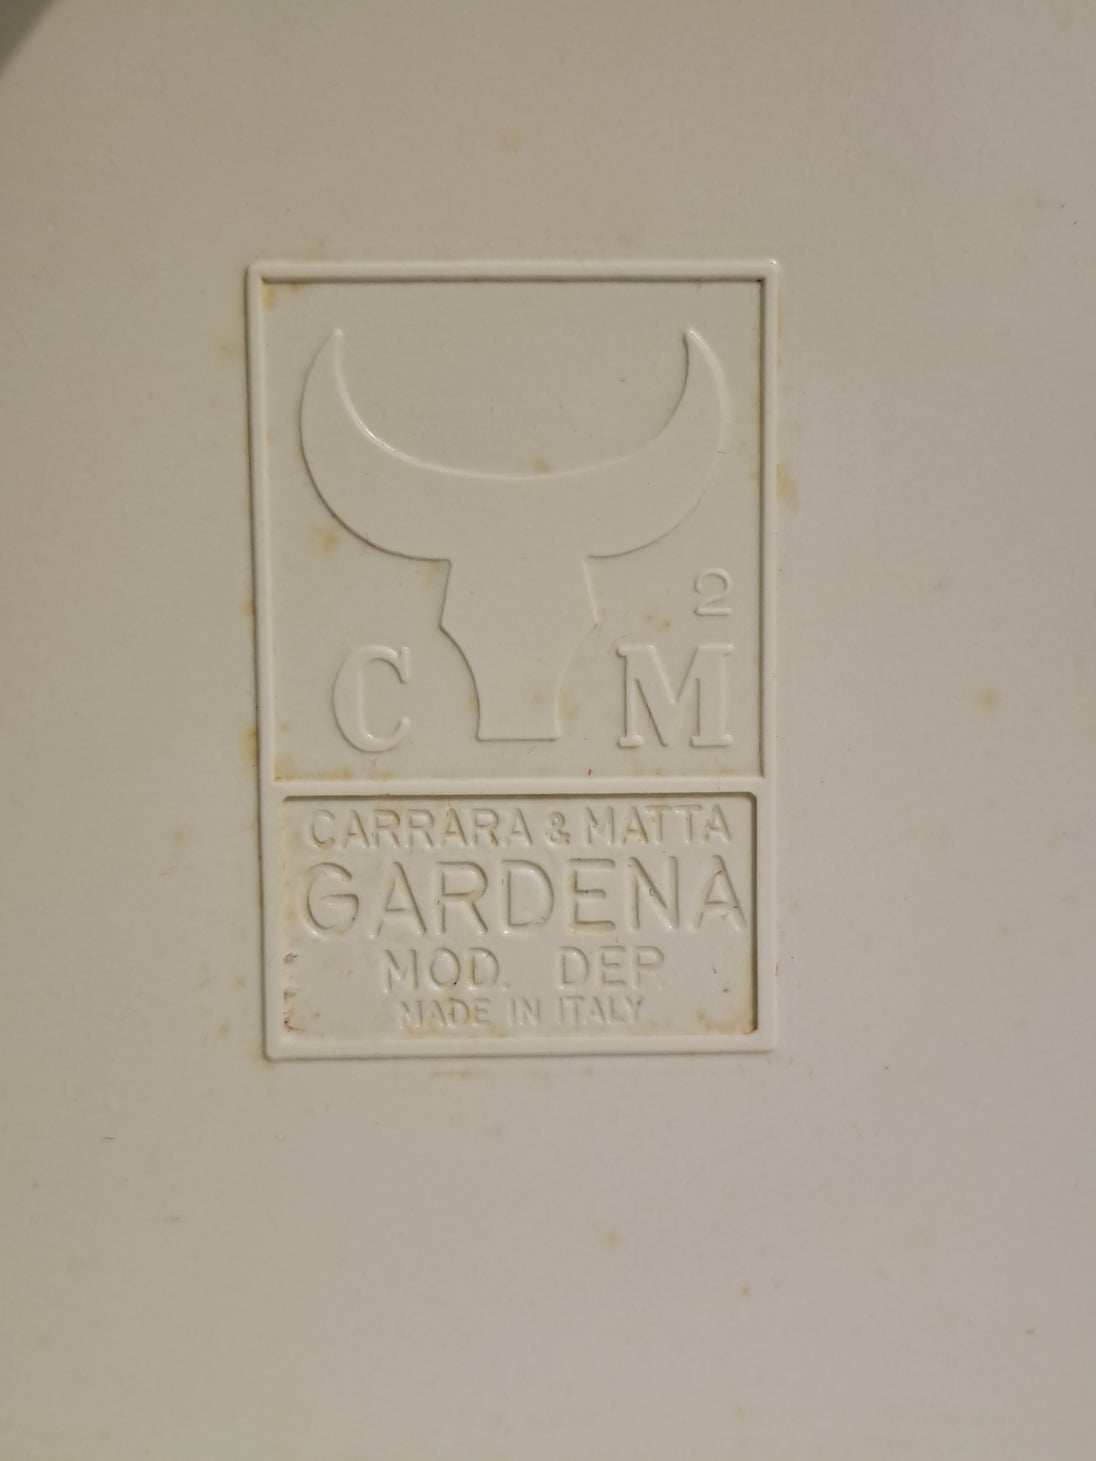 2
C M
CARRARA & MATTA
GARDENA
MOD. DEP.
MADE IN ITALY